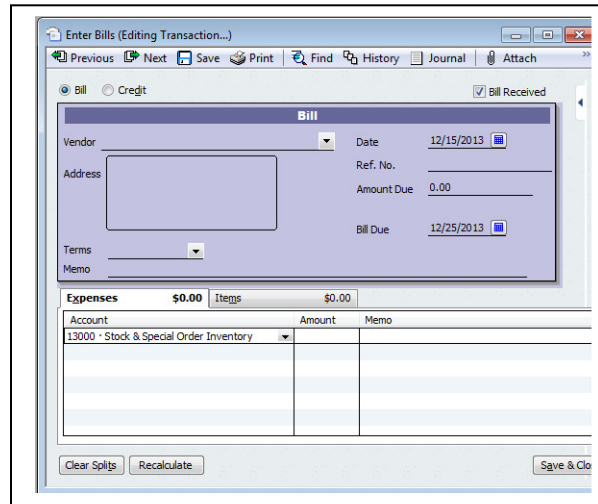 Enter Bills (Editing Transaction...)
Previous Next Save Print Find History Journal Attach »
Bill Credit Bill Received
Bill
Vendor Date 12/15/2013
Address Ref. No.
Amount Due 0.00
Bill Due 12/25/2013
Terms
Memo
Expenses $0.00 Items $0.00
Account Amount Memo
13000 · Stock & Special Order Inventory
Clear Splits Recalculate Save & Clo